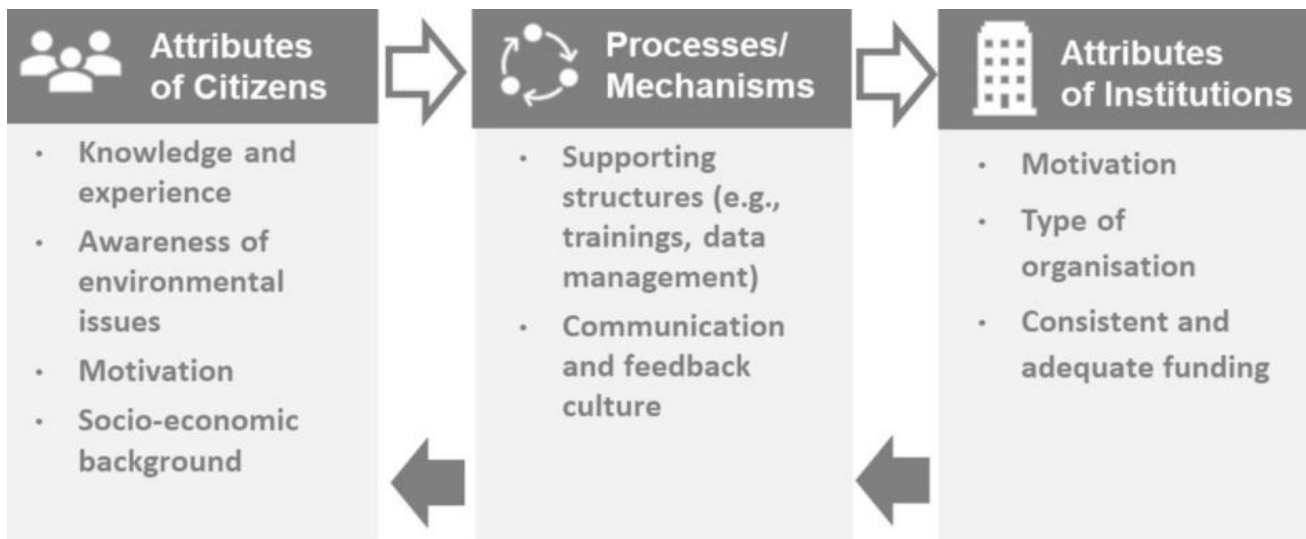 Attributes
of Citizens
· Knowledge and
experience
· Awareness of
environmental
issues
· Motivation
· Socio-economic
background
Processes/
Mechanisms
· Supporting
structures (e.g.,
trainings, data
management)
· Communication
and feedback
culture
Attributes
of Institutions
· Motivation
· Type of
organisation
· Consistent and
adequate funding